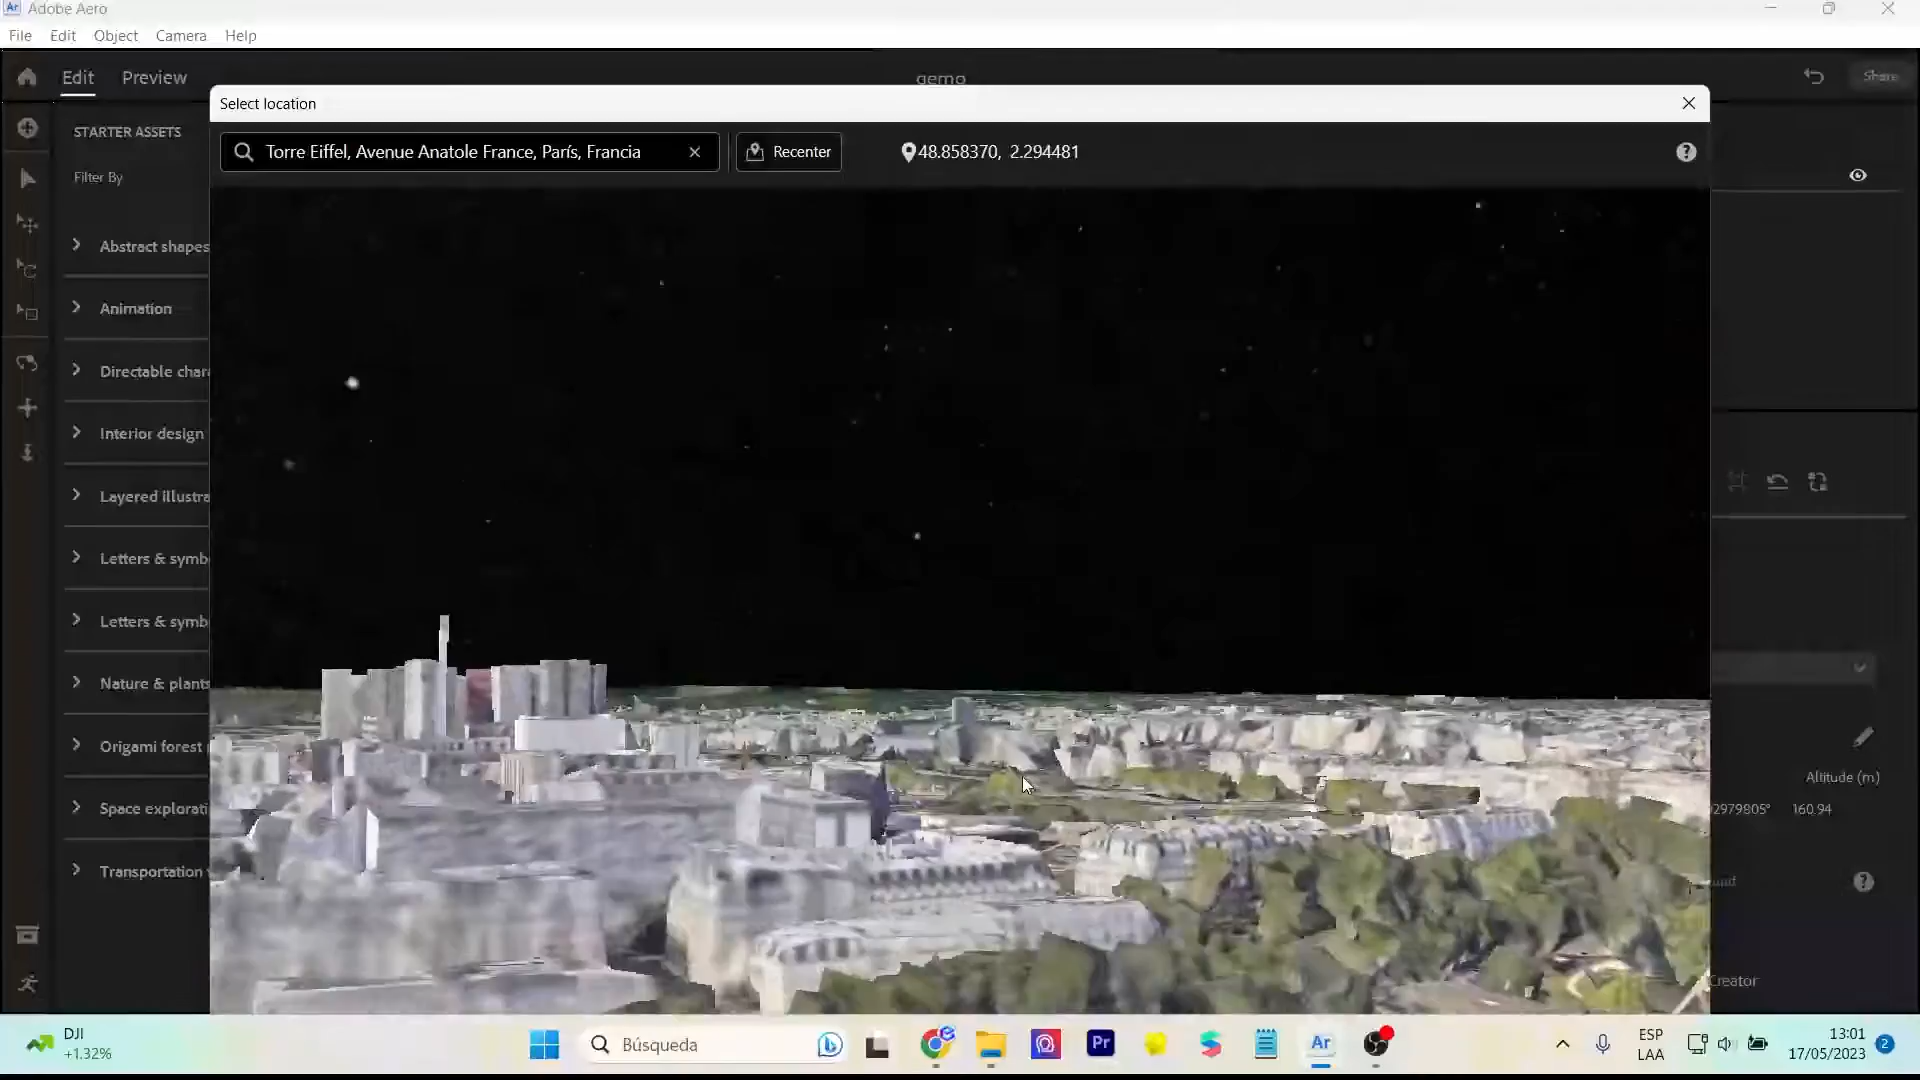 Adobe Aero
File Edit Object Camera Help
Edit Preview
demo
Share
Select location
Torre Eiffel, Avenue Anatole France, París, Francia
Recenter
48.858370, 2.294481
STARTER ASSETS
Filter By
Abstract shapes
Animation
Directable char
Interior design
Layered illustra
Letters & symb
Letters & symb
Nature & plants
Origami forest
Space explorati
Transportation
Altitude (m)
02979805° 160.94
Creator
DJI
+1.32%
Búsqueda
Pr
Ar
ESP
LAA
13:01
17/05/2023
2